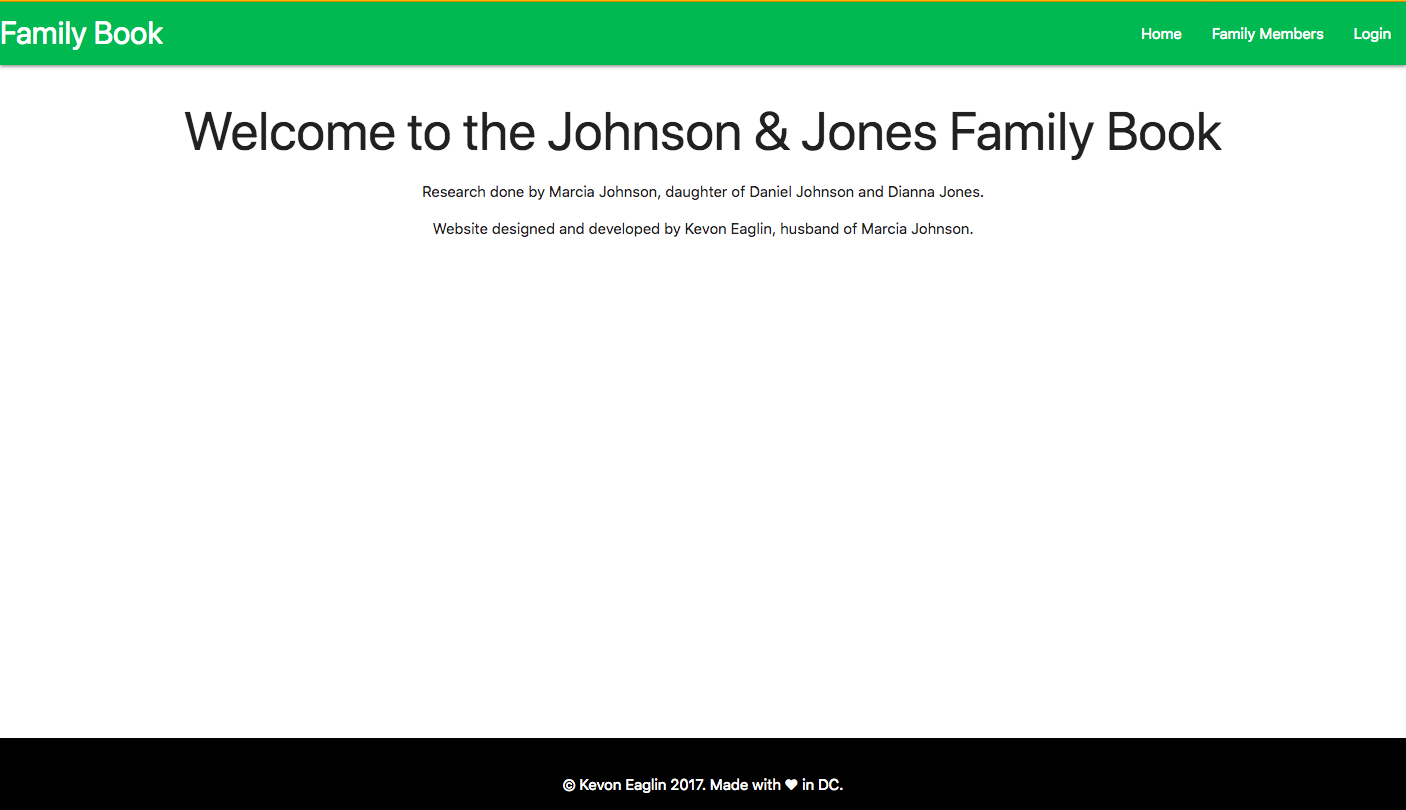 Family Book
Home Family Members Login
Welcome to the Johnson & Jones Family Book
Research done by Marcia Johnson, daughter of Daniel Johnson and Dianna Jones.
Website designed and developed by Kevon Eaglin, husband of Marcia Johnson.
© Kevon Eaglin 2017. Made with ♥ in DC.